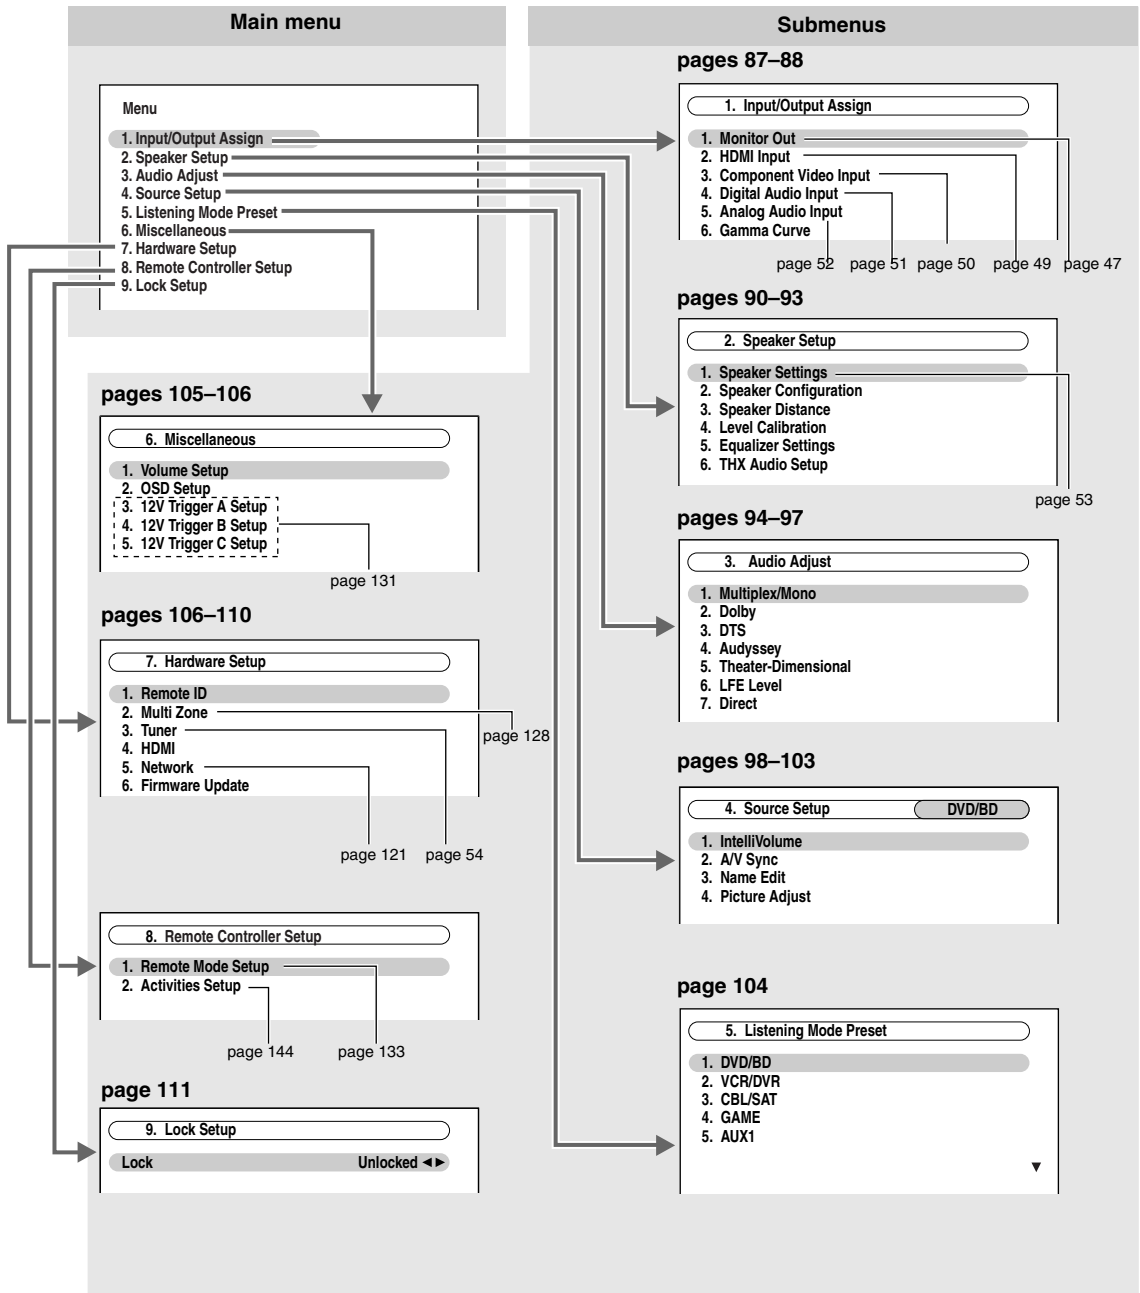 Main menu
Menu
1. Input/Output Assign
2. Speaker Setup
3. Audio Adjust
4. Source Setup
5. Listening Mode Preset
6. Miscellaneous
7. Hardware Setup
8. Remote Controller Setup
9. Lock Setup
Submenus
pages 87–88
1. Input/Output Assign
1. Monitor Out
2. HDMI Input
3. Component Video Input
4. Digital Audio Input
5. Analog Audio Input
6. Gamma Curve
page 52 page 51 page 50 page 49 page 47
pages 90–93
2. Speaker Setup
1. Speaker Settings
2. Speaker Configuration
3. Speaker Distance
4. Level Calibration
5. Equalizer Settings
6. THX Audio Setup
page 53
pages 94–97
3. Audio Adjust
1. Multiplex/Mono
2. Dolby
3. DTS
4. Audyssey
5. Theater-Dimensional
6. LFE Level
7. Direct
pages 98–103
4. Source Setup DVD/BD
1. IntelliVolume
2. A/V Sync
3. Name Edit
4. Picture Adjust
page 104
5. Listening Mode Preset
1. DVD/BD
2. VCR/DVR
3. CBL/SAT
4. GAME
5. AUX1
pages 105–106
6. Miscellaneous
1. Volume Setup
2. OSD Setup
3. 12V Trigger A Setup
4. 12V Trigger B Setup
5. 12V Trigger C Setup
page 131
pages 106–110
7. Hardware Setup
1. Remote ID
2. Multi Zone
3. Tuner
4. HDMI
5. Network
6. Firmware Update
page 128
page 121 page 54
8. Remote Controller Setup
1. Remote Mode Setup
2. Activities Setup
page 144 page 133
page 111
9. Lock Setup
Lock Unlocked